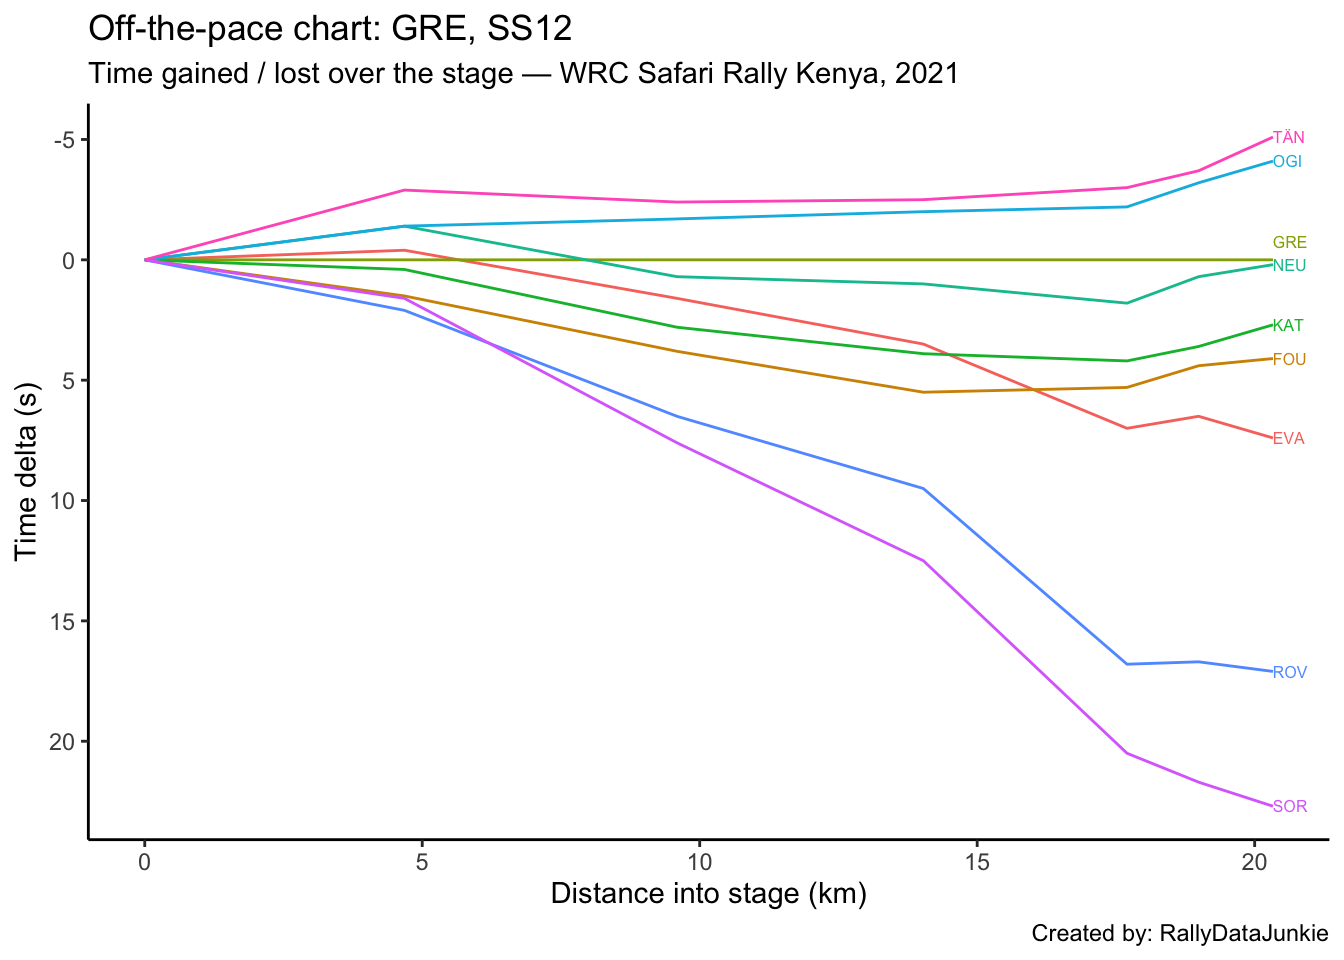 Off-the-pace chart: GRE, SS12
Time gained / lost over the stage — WRC Safari Rally Kenya, 2021
Time delta (s)
-5
0
5
10
15
20
TÄN
OGI
GRE
NEU
KAT
FOU
EVA
ROV
SOR
0 5 10 15 20
Distance into stage (km)
Created by: RallyDataJunkie